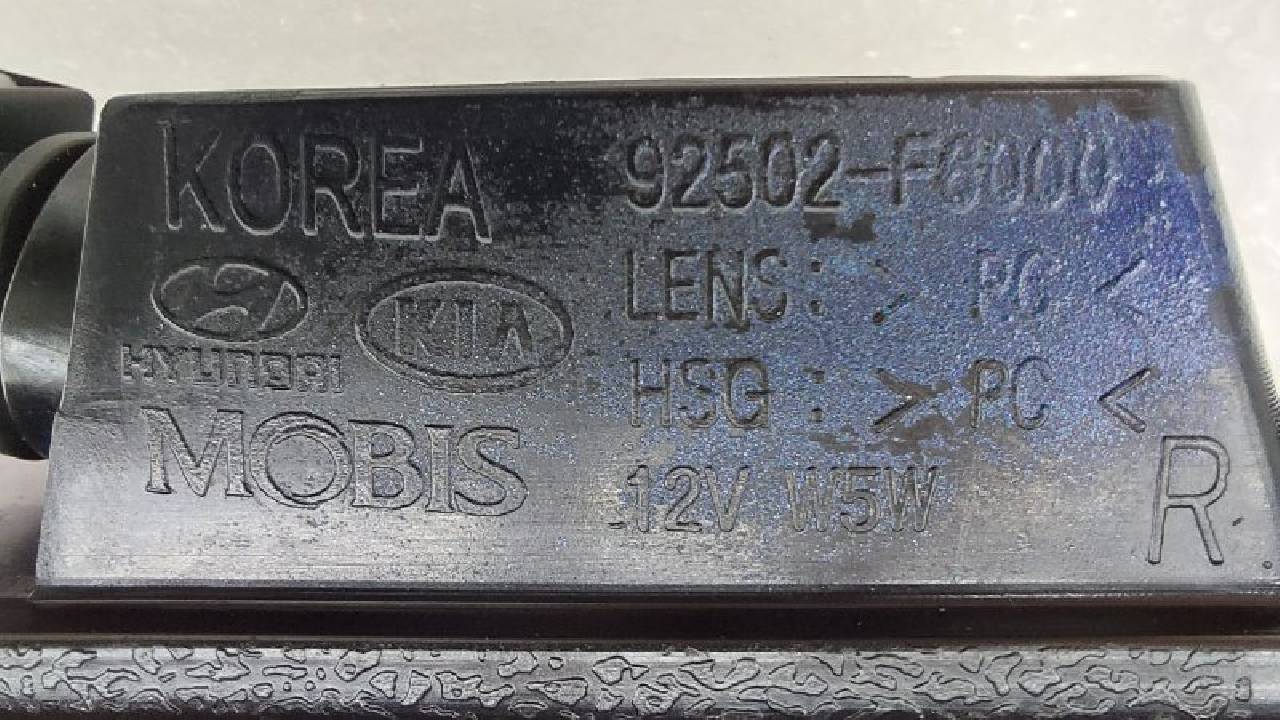 KOREA
HYUNDAI
KIA
MOBIS
92502-F6000
LENS: > PC <
HSG : > PC <
12V W5W
R